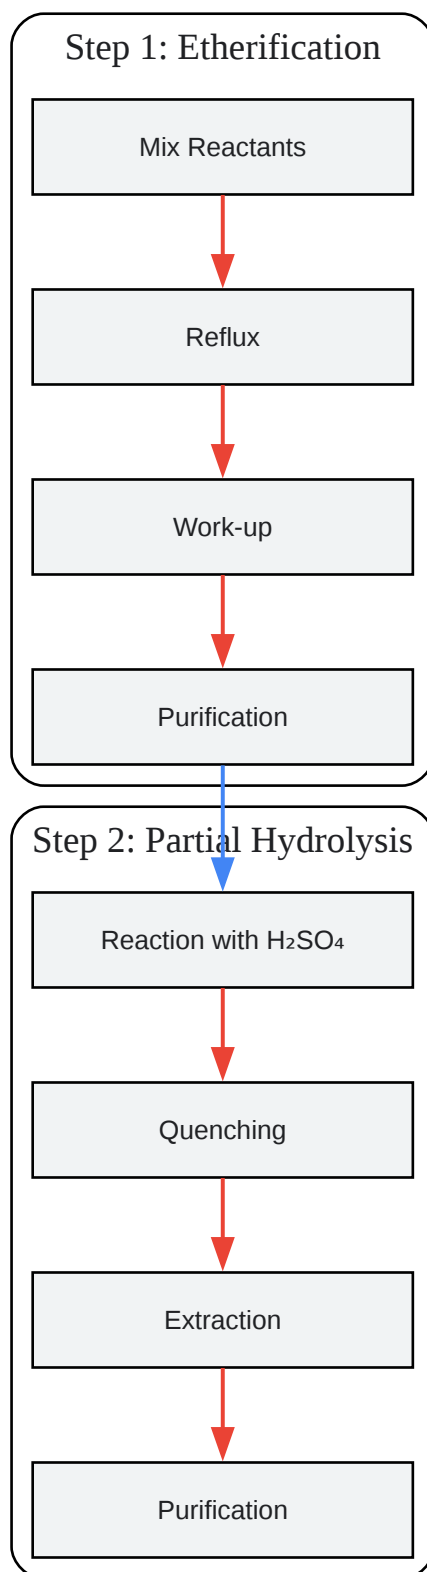 Step 1: Etherification
Mix Reactants
Reflux
Work-up
Purification
Step 2: Partial Hydrolysis
Reaction with H₂SO₄
Quenching
Extraction
Purification